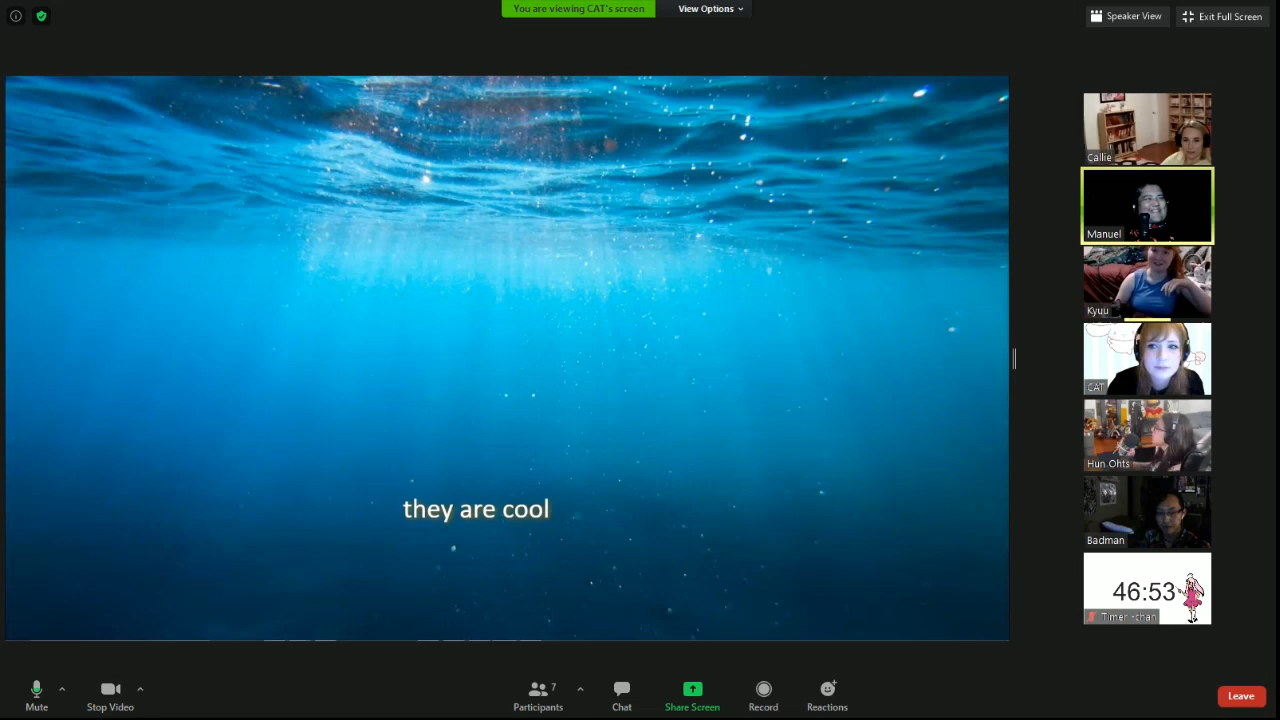 You are viewing CAT's screen
View Options
Speaker View
Exit Full Screen
Callie
Manuel
Kyuu
CAT
Hun Ohts
Badman
46:53
Timer -chan
they are cool
Mute
Stop Video
7
Participants
Chat
Share Screen
Record
Reactions
Leave